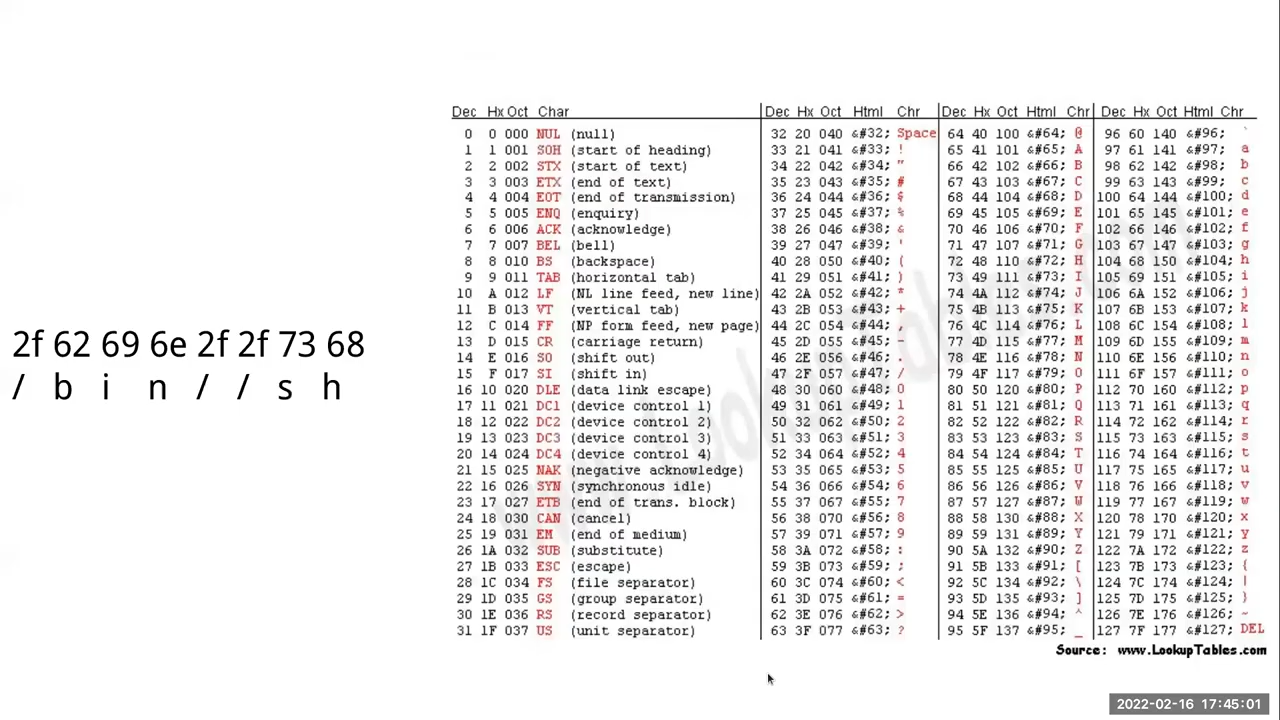 2f 62 69 6e 2f 2f 73 68
/ b i n / / s h
Dec Hx Oct Char Dec Hx Oct Html Chr Dec Hx Oct Html Chr Dec Hx Oct Html Chr
0 0 000 NUL (null) 32 20 040 &#32; Space 64 40 100 &#64; @ 96 60 140 &#96; `
1 1 001 SOH (start of heading) 33 21 041 &#33; ! 65 41 101 &#65; A 97 61 141 &#97; a
2 2 002 STX (start of text) 34 22 042 &#34; " 66 42 102 &#66; B 98 62 142 &#98; b
3 3 003 ETX (end of text) 35 23 043 &#35; # 67 43 103 &#67; C 99 63 143 &#99; c
4 4 004 EOT (end of transmission) 36 24 044 &#36; $ 68 44 104 &#68; D 100 64 144 &#100; d
5 5 005 ENQ (enquiry) 37 25 045 &#37; % 69 45 105 &#69; E 101 65 145 &#101; e
6 6 006 ACK (acknowledge) 38 26 046 &#38; & 70 46 106 &#70; F 102 66 146 &#102; f
7 7 007 BEL (bell) 39 27 047 &#39; ' 71 47 107 &#71; G 103 67 147 &#103; g
8 8 010 BS (backspace) 40 28 050 &#40; ( 72 48 110 &#72; H 104 68 150 &#104; h
9 9 011 TAB (horizontal tab) 41 29 051 &#41; ) 73 49 111 &#73; I 105 69 151 &#105; i
10 A 012 LF (NL line feed, new line) 42 2A 052 &#42; * 74 4A 112 &#74; J 106 6A 152 &#106; j
11 B 013 VT (vertical tab) 43 2B 053 &#43; + 75 4B 113 &#75; K 107 6B 153 &#107; k
12 C 014 FF (NP form feed, new page) 44 2C 054 &#44; , 76 4C 114 &#76; L 108 6C 154 &#108; l
13 D 015 CR (carriage return) 45 2D 055 &#45; - 77 4D 115 &#77; M 109 6D 155 &#109; m
14 E 016 SO (shift out) 46 2E 056 &#46; . 78 4E 116 &#78; N 110 6E 156 &#110; n
15 F 017 SI (shift in) 47 2F 057 &#47; / 79 4F 117 &#79; O 111 6F 157 &#111; o
16 10 020 DLE (data link escape) 48 30 060 &#48; 0 80 50 120 &#80; P 112 70 160 &#112; p
17 11 021 DC1 (device control 1) 49 31 061 &#49; 1 81 51 121 &#81; Q 113 71 161 &#113; q
18 12 022 DC2 (device control 2) 50 32 062 &#50; 2 82 52 122 &#82; R 114 72 162 &#114; r
19 13 023 DC3 (device control 3) 51 33 063 &#51; 3 83 53 123 &#83; S 115 73 163 &#115; s
20 14 024 DC4 (device control 4) 52 34 064 &#52; 4 84 54 124 &#84; T 116 74 164 &#116; t
21 15 025 NAK (negative acknowledge) 53 35 065 &#53; 5 85 55 125 &#85; U 117 75 165 &#117; u
22 16 026 SYN (synchronous idle) 54 36 066 &#54; 6 86 56 126 &#86; V 118 76 166 &#118; v
23 17 027 ETB (end of trans. block) 55 37 067 &#55; 7 87 57 127 &#87; W 119 77 167 &#119; w
24 18 030 CAN (cancel) 56 38 070 &#56; 8 88 58 130 &#88; X 120 78 170 &#120; x
25 19 031 EM (end of medium) 57 39 071 &#57; 9 89 59 131 &#89; Y 121 79 171 &#121; y
26 1A 032 SUB (substitute) 58 3A 072 &#58; : 90 5A 132 &#90; Z 122 7A 172 &#122; z
27 1B 033 ESC (escape) 59 3B 073 &#59; ; 91 5B 133 &#91; [ 123 7B 173 &#123; {
28 1C 034 FS (file separator) 60 3C 074 &#60; < 92 5C 134 &#92; \ 124 7C 174 &#124; |
29 1D 035 GS (group separator) 61 3D 075 &#61; = 93 5D 135 &#93; ] 125 7D 175 &#125; }
30 1E 036 RS (record separator) 62 3E 076 &#62; > 94 5E 136 &#94; ^ 126 7E 176 &#126; ~
31 1F 037 US (unit separator) 63 3F 077 &#63; ? 95 5F 137 &#95; _ 127 7F 177 &#127; DEL
Source: www.LookupTables.com
2022-02-16 17:45:01